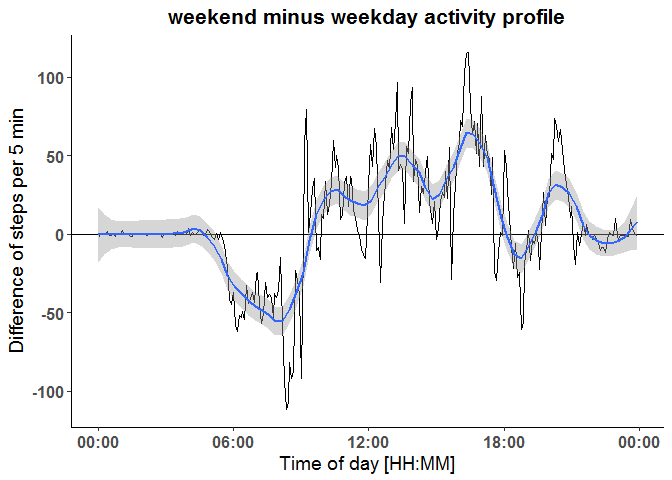 weekend minus weekday activity profile
Difference of steps per 5 min
100
50
0
-50
-100
00:00 06:00 12:00 18:00 00:00
Time of day [HH:MM]